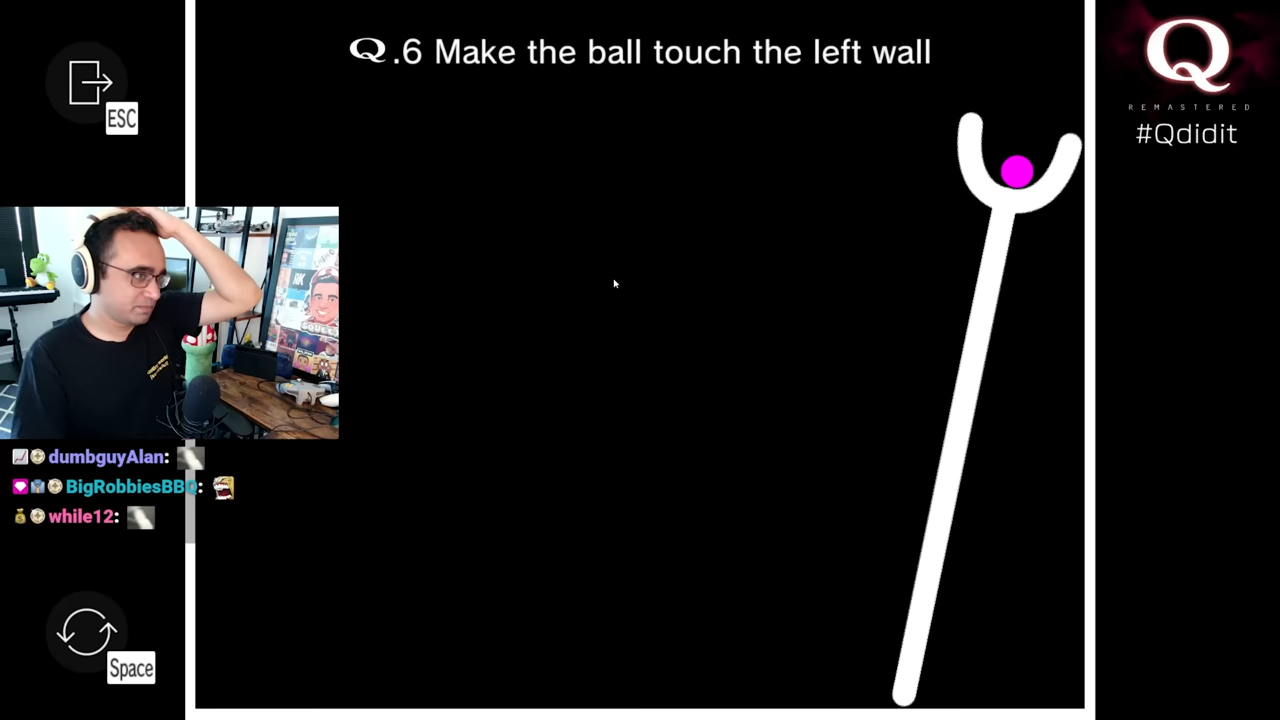 Q.6 Make the ball touch the left wall
ESC
Q
REMASTERED
#Qdidit
dumbguyAlan:
BigRobbiesBBQ:
while12:
Space